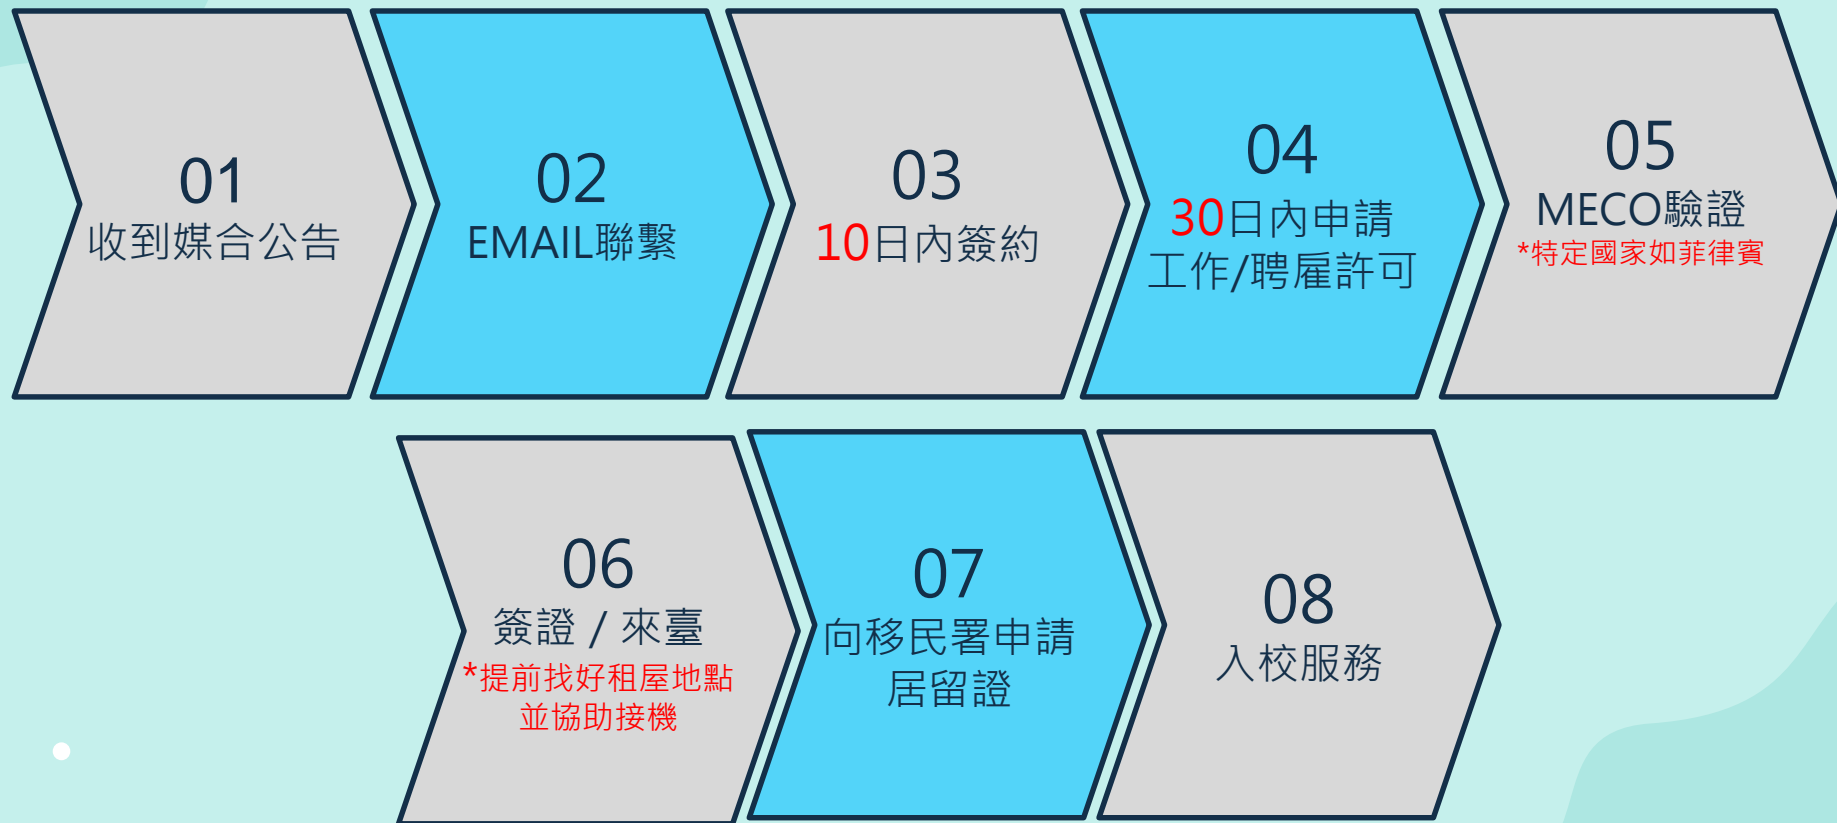 01
收到媒合公告
02
EMAIL聯繫
03
10日內簽約
04
30日內申請
工作/聘雇許可
05
MECO驗證
*特定國家如菲律賓
06
簽證 / 來臺
*提前找好租屋地點
並協助接機
07
向移民署申請
居留證
08
入校服務